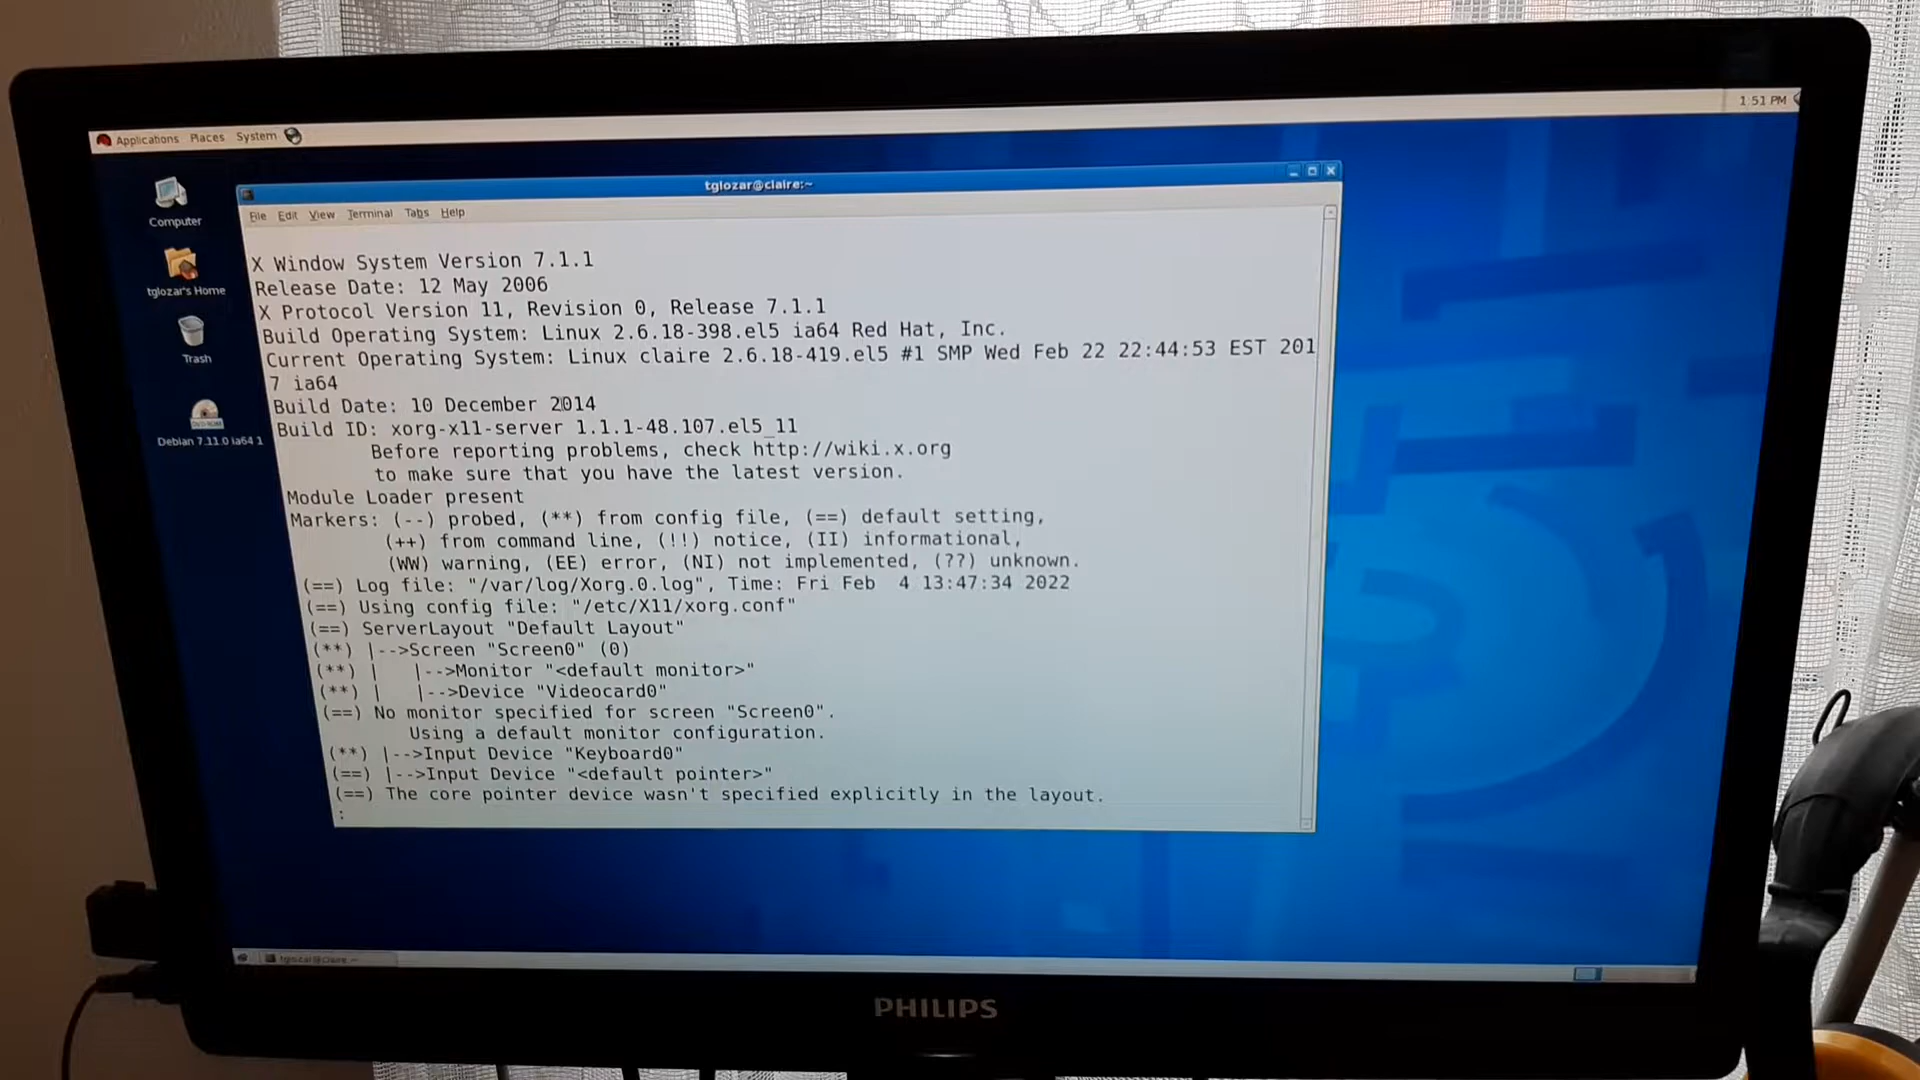 1:51 PM
Applications Places System
tglozar@claire:~
Computer
File Edit View Terminal Tabs Help
tglozar's Home
Trash
Debian 7.11.0 ia64 1
X Window System Version 7.1.1
Release Date: 12 May 2006
X Protocol Version 11, Revision 0, Release 7.1.1
Build Operating System: Linux 2.6.18-398.el5 ia64 Red Hat, Inc.
Current Operating System: Linux claire 2.6.18-419.el5 #1 SMP Wed Feb 22 22:44:53 EST 201
7 ia64
Build Date: 10 December 2014
Build ID: xorg-x11-server 1.1.1-48.107.el5_11
Before reporting problems, check http://wiki.x.org
to make sure that you have the latest version.
Module Loader present
Markers: (--) probed, (**) from config file, (==) default setting,
(++) from command line, (!!) notice, (II) informational,
(WW) warning, (EE) error, (NI) not implemented, (??) unknown.
(==) Log file: "/var/log/Xorg.0.log", Time: Fri Feb  4 13:47:34 2022
(==) Using config file: "/etc/X11/xorg.conf"
(==) ServerLayout "Default Layout"
(**) |-->Screen "Screen0" (0)
(**) |   |-->Monitor "<default monitor>"
(**) |   |-->Device "Videocard0"
(==) No monitor specified for screen "Screen0".
Using a default monitor configuration.
(**) |-->Input Device "Keyboard0"
(==) |-->Input Device "<default pointer>"
(==) The core pointer device wasn't specified explicitly in the layout.
:
tglozar@claire:~
PHILIPS